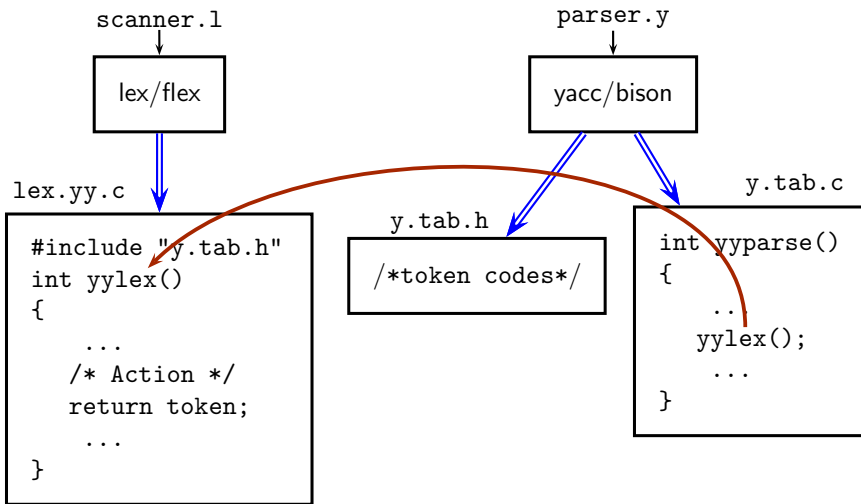 scanner.l
parser.y
lex/flex
yacc/bison
lex.yy.c
y.tab.h
y.tab.c
#include "y.tab.h"
int yylex()
{
...
/* Action */
return token;
...
}
/*token codes*/
int yyparse()
{
...
yylex();
...
}